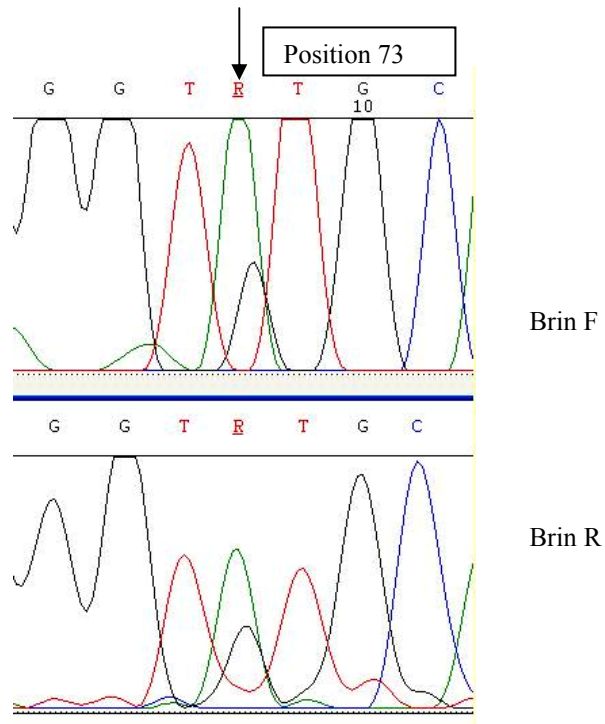 Position 73
G G T R T G C
10
Brin F
G G T R T G C
Brin R